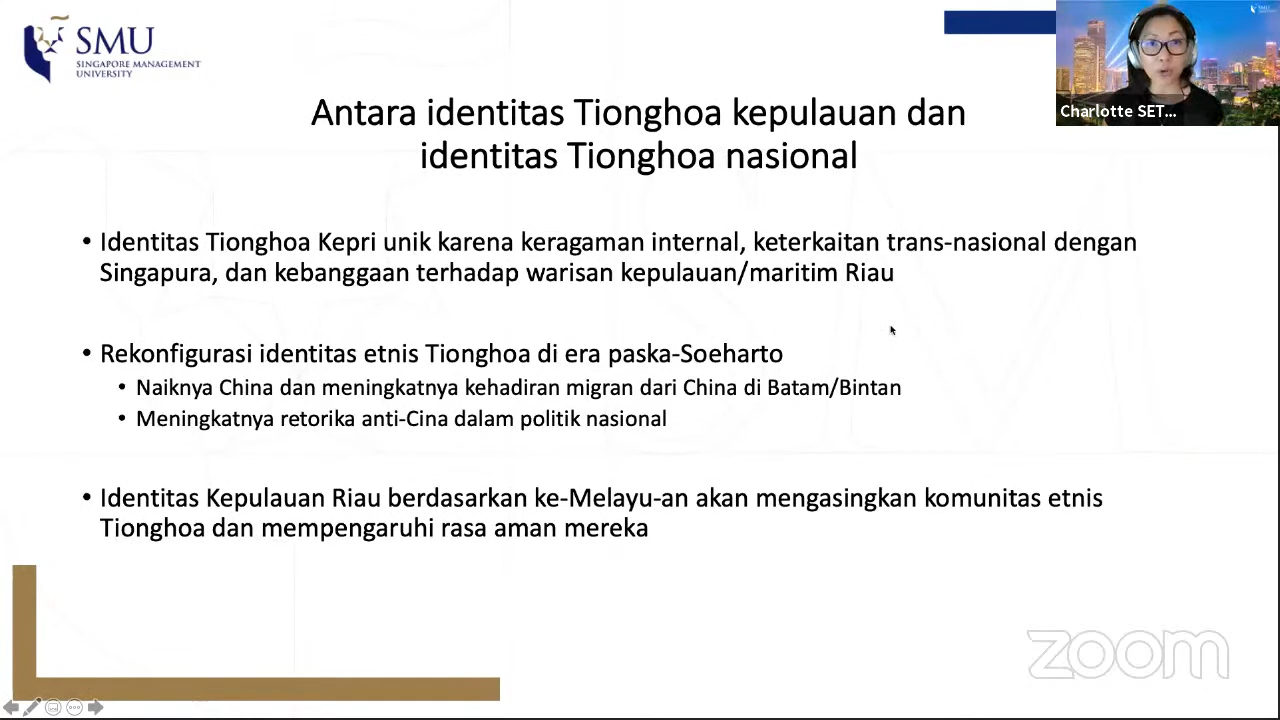 SMU
SINGAPORE MANAGEMENT
UNIVERSITY
Charlotte SET...
Antara identitas Tionghoa kepulauan dan
identitas Tionghoa nasional
• Identitas Tionghoa Kepri unik karena keragaman internal, keterkaitan trans-nasional dengan
Singapura, dan kebanggaan terhadap warisan kepulauan/maritim Riau
• Rekonfigurasi identitas etnis Tionghoa di era paska-Soeharto
• Naiknya China dan meningkatnya kehadiran migran dari China di Batam/Bintan
• Meningkatnya retorika anti-Cina dalam politik nasional
• Identitas Kepulauan Riau berdasarkan ke-Melayu-an akan mengasingkan komunitas etnis
Tionghoa dan mempengaruhi rasa aman mereka
zoom